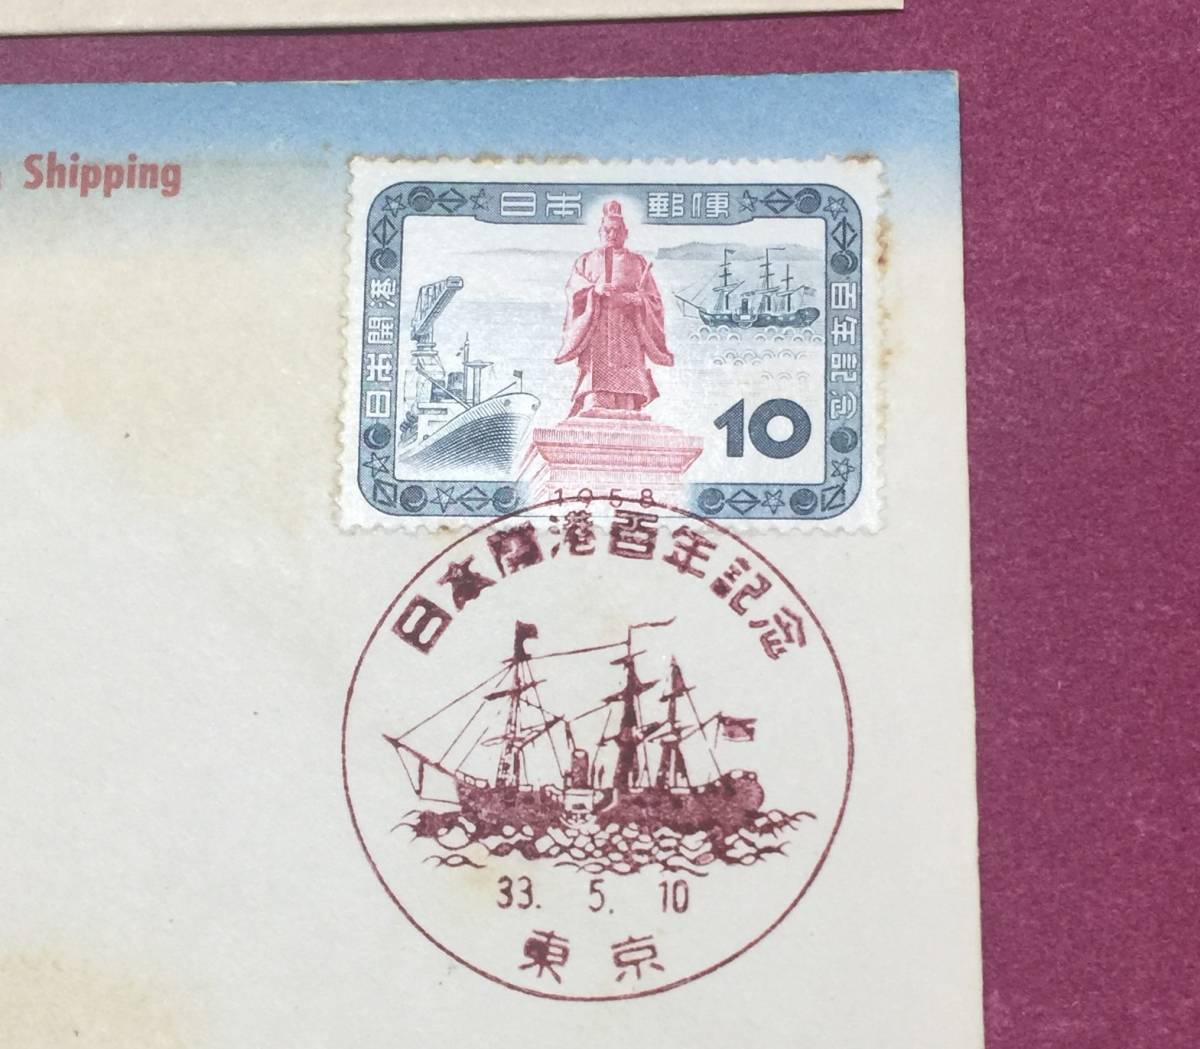 Shipping
日本 郵便
日本開港
百年記念
10
1958
日本開港百年記念
33. 5. 10
東京